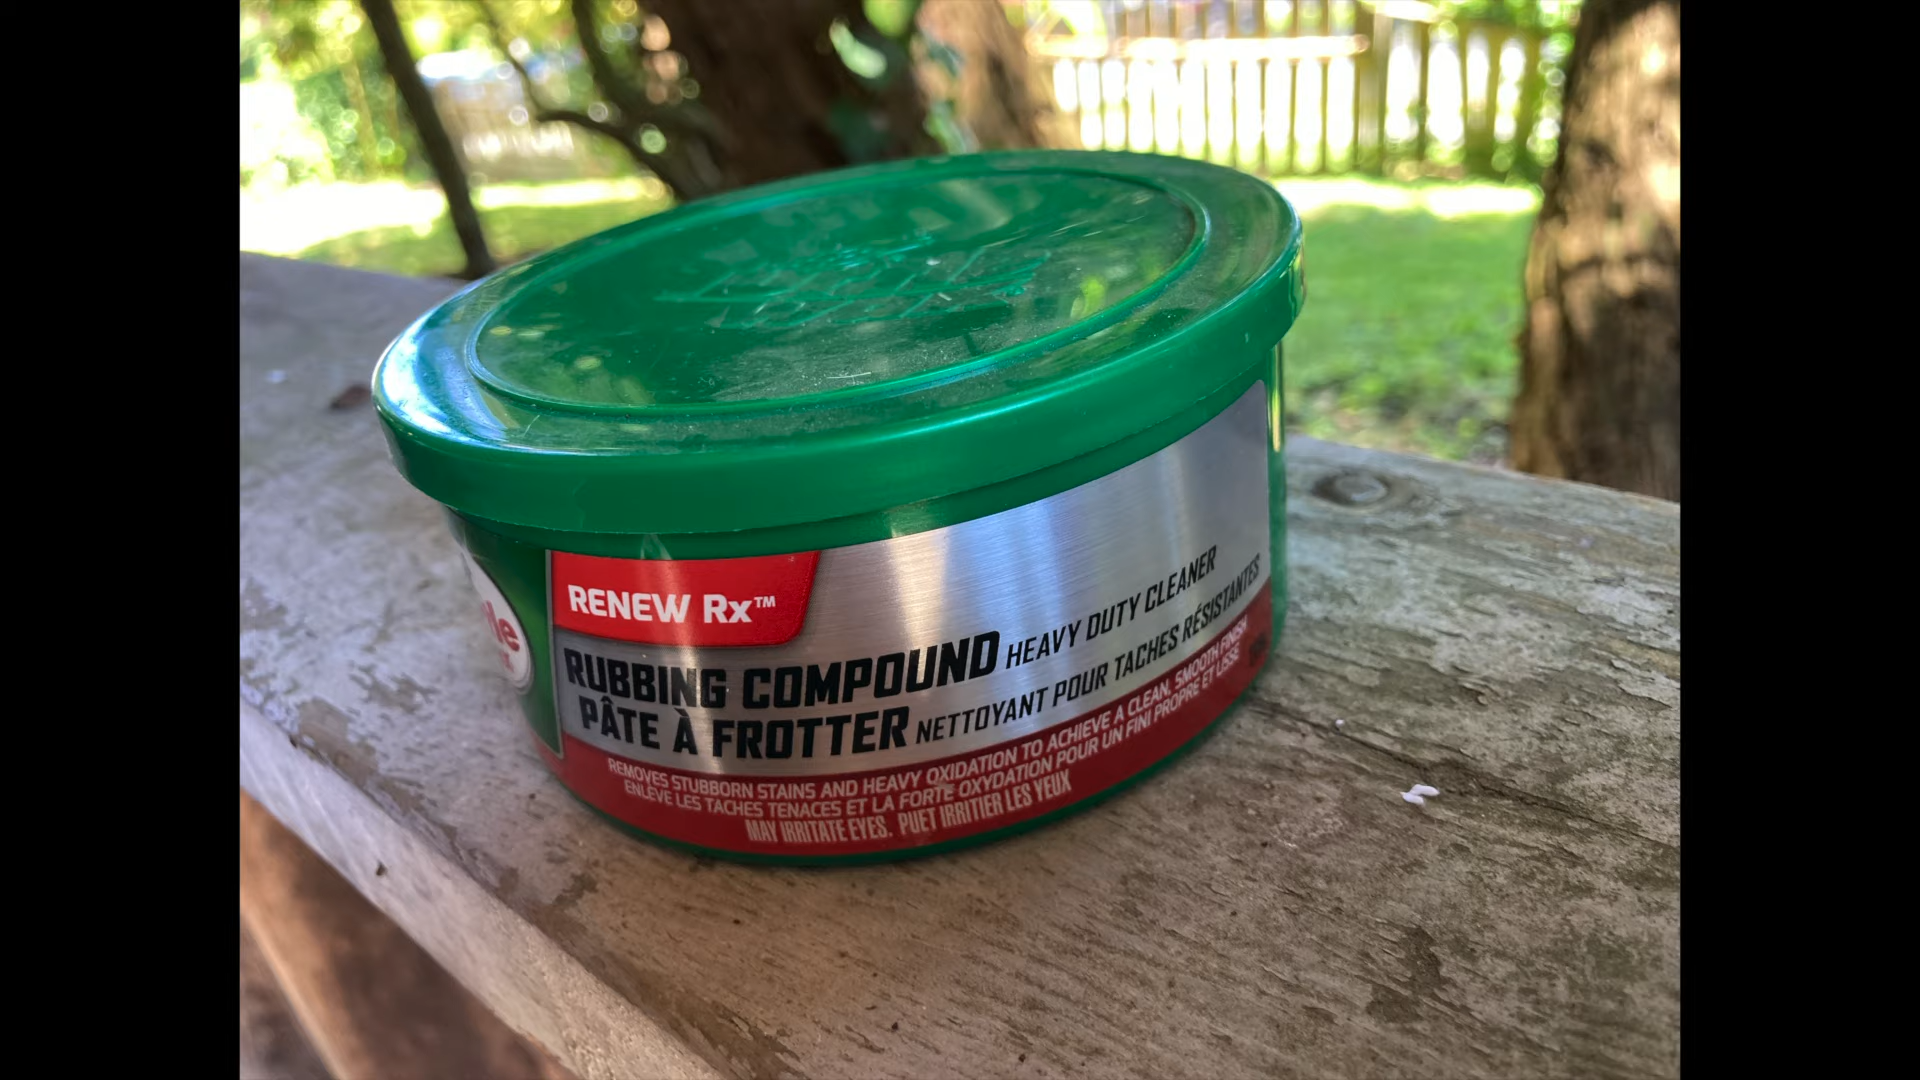 RENEW Rx™
RUBBING COMPOUND HEAVY DUTY CLEANER
PÂTE À FROTTER NETTOYANT POUR TACHES RÉSISTANTES
REMOVES STUBBORN STAINS AND HEAVY OXIDATION TO ACHIEVE A CLEAN, SMOOTH FINISH
ENLÈVE LES TACHES TENACES ET LA FORTE OXYDATION POUR UN FINI PROPRE ET LISSE
MAY IRRITATE EYES. PUET IRRITIER LES YEUX